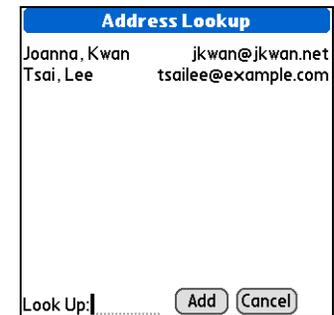 Address Lookup
Joanna, Kwan jkwan@jkwan.net
Tsai, Lee tsailee@example.com
Look Up: Add Cancel